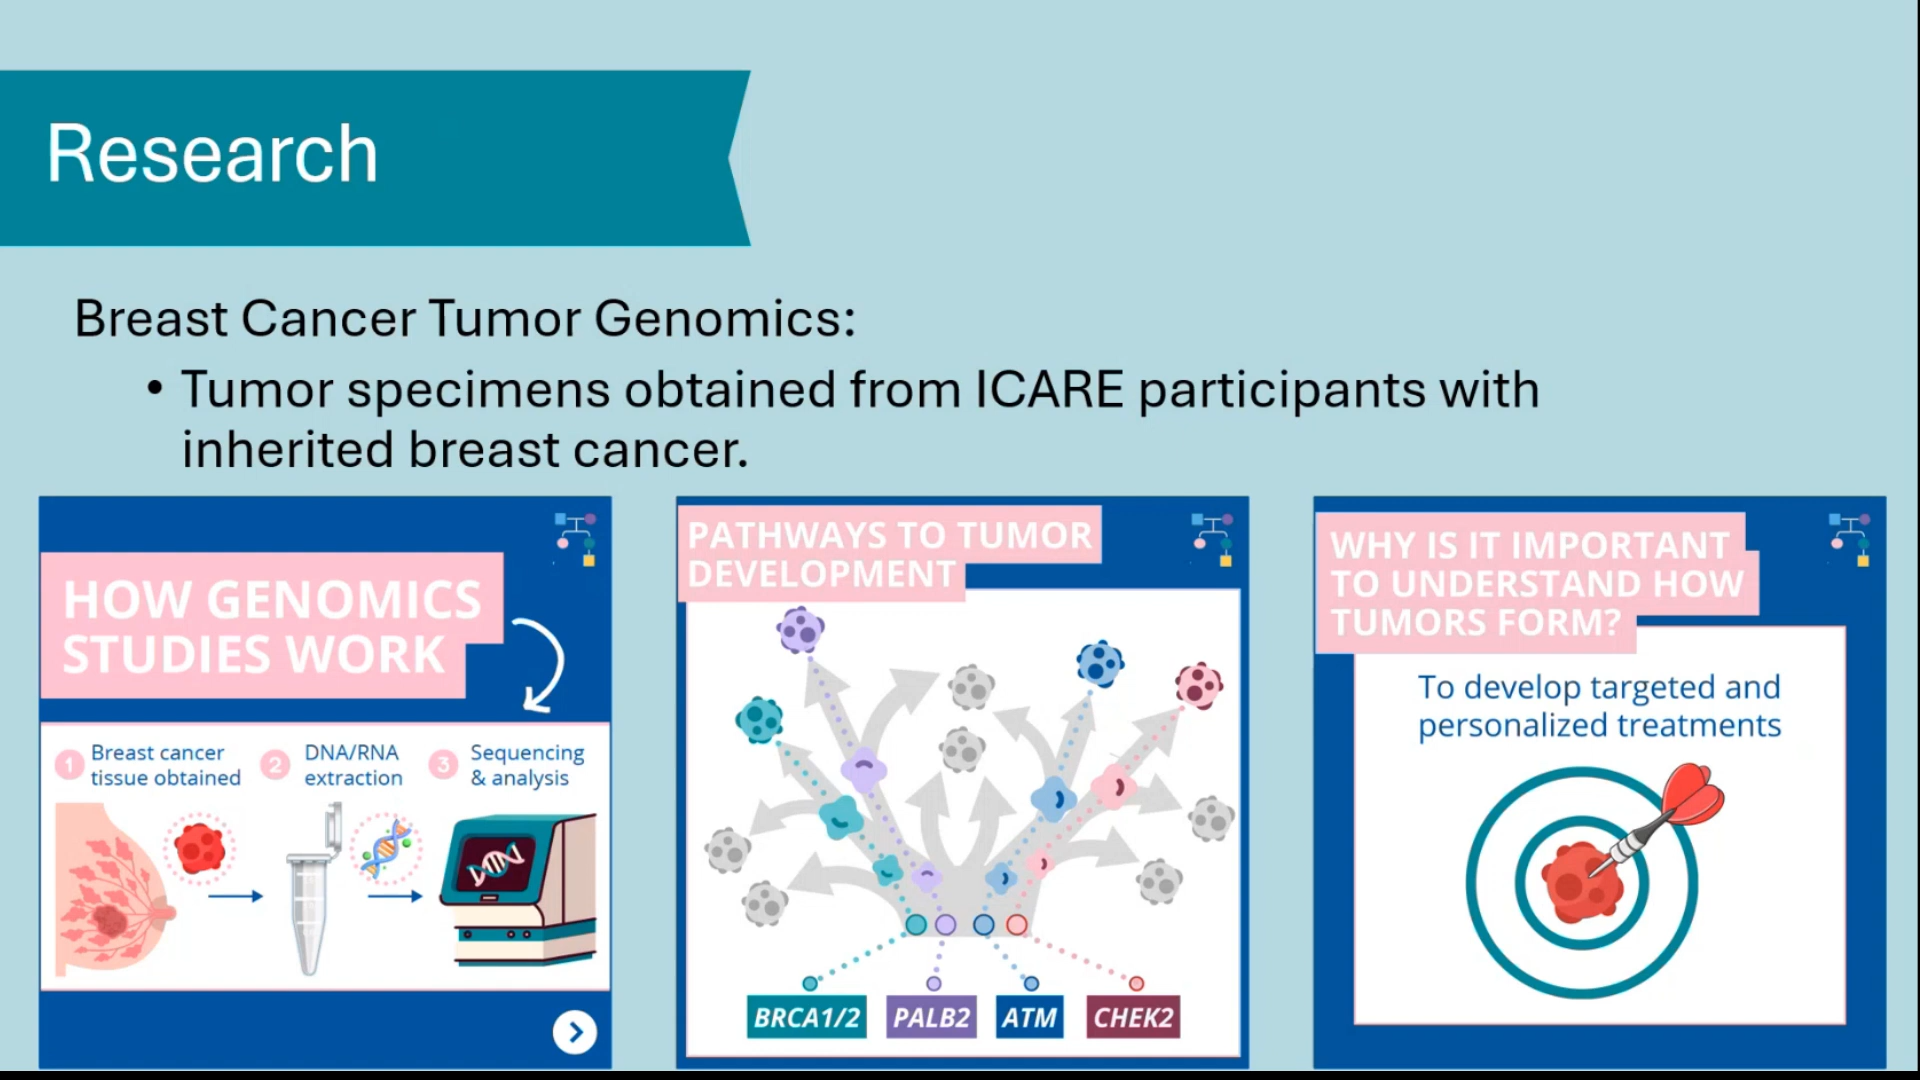 Research
Breast Cancer Tumor Genomics:
• Tumor specimens obtained from ICARE participants with
inherited breast cancer.
HOW GENOMICS
STUDIES WORK
1 Breast cancer
tissue obtained
2 DNA/RNA
extraction
3 Sequencing
& analysis
PATHWAYS TO TUMOR
DEVELOPMENT
BRCA1/2
PALB2
ATM
CHEK2
WHY IS IT IMPORTANT
TO UNDERSTAND HOW
TUMORS FORM?
To develop targeted and
personalized treatments